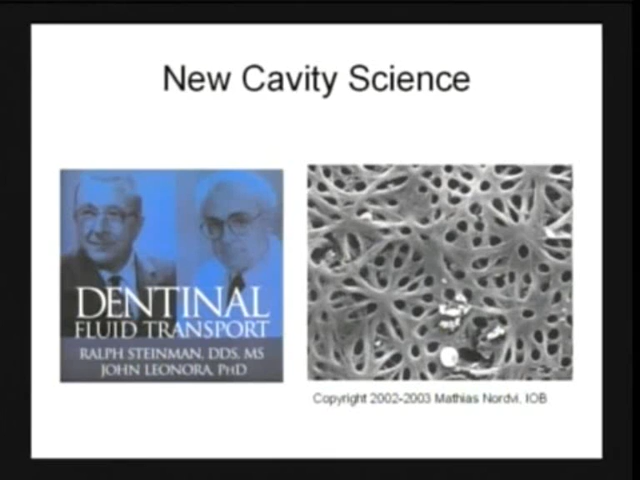 New Cavity Science
DENTINAL
FLUID TRANSPORT
RALPH STEINMAN, DDS, MS
JOHN LEONORA, PHD
Copyright 2002-2003 Mathias Nordvi, IOB